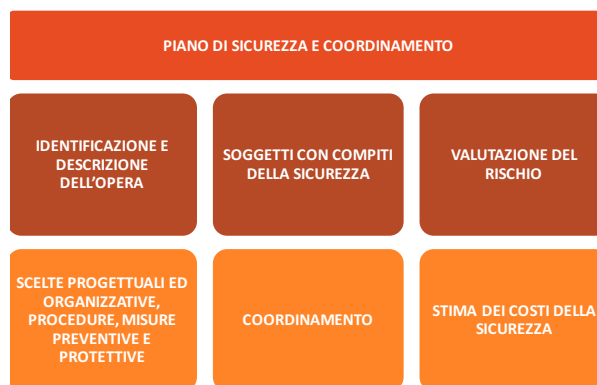 PIANO DI SICUREZZA E COORDINAMENTO
IDENTIFICAZIONE E
DESCRIZIONE
DELL'OPERA
SOGGETTI CON COMPITI
DELLA SICUREZZA
VALUTAZIONE DEL
RISCHIO
SCELTE PROGETTUALI ED
ORGANIZZATIVE,
PROCEDURE, MISURE
PREVENTIVE E
PROTETTIVE
COORDINAMENTO
STIMA DEI COSTI DELLA
SICUREZZA